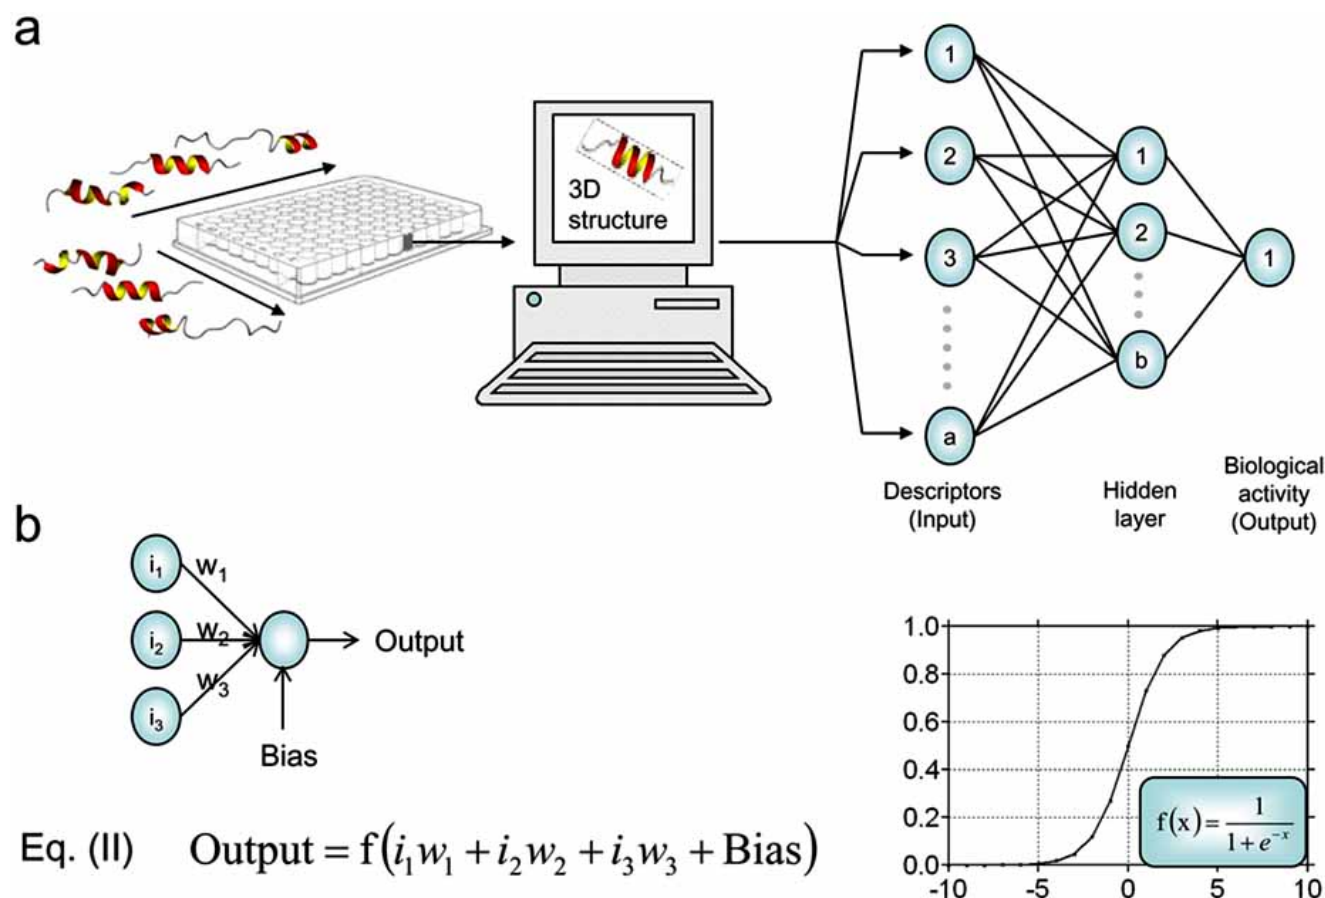 a
3D
structure
1
2
3
a
1
2
b
1
Descriptors
(Input)
Hidden
layer
Biological
activity
(Output)
b
i₁
i₂
i₃
w₁
w₂
w₃
Output
Bias
Eq. (II) Output = f(i₁w₁ + i₂w₂ + i₃w₃ + Bias)
1.0
0.8
0.6
0.4
0.2
0.0
-10 -5 0 5 10
f(x) = 1 / (1 + e⁻ˣ)